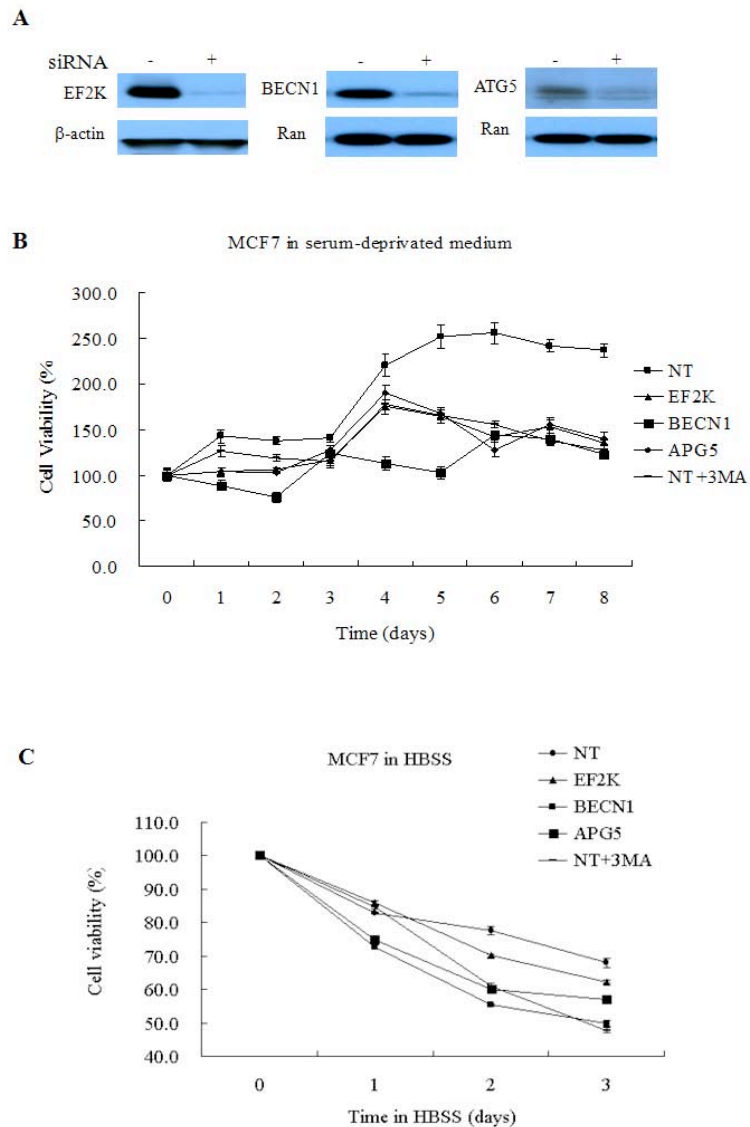 A
siRNA - + - + - +
EF2K BECN1 ATG5
β-actin Ran Ran
B
MCF7 in serum-deprivated medium
Cell Viability (%
300.0
250.0
200.0
150.0
100.0
50.0
0.0
0 1 2 3 4 5 6 7 8
Time (days)
NT
EF2K
BECN1
APG5
NT+3MA
C
MCF7 in HBSS
NT
EF2K
BECN1
APG5
NT+3MA
Cell viability (%)
110.0
100.0
90.0
80.0
70.0
60.0
50.0
40.0
0 1 2 3
Time in HBSS (days)